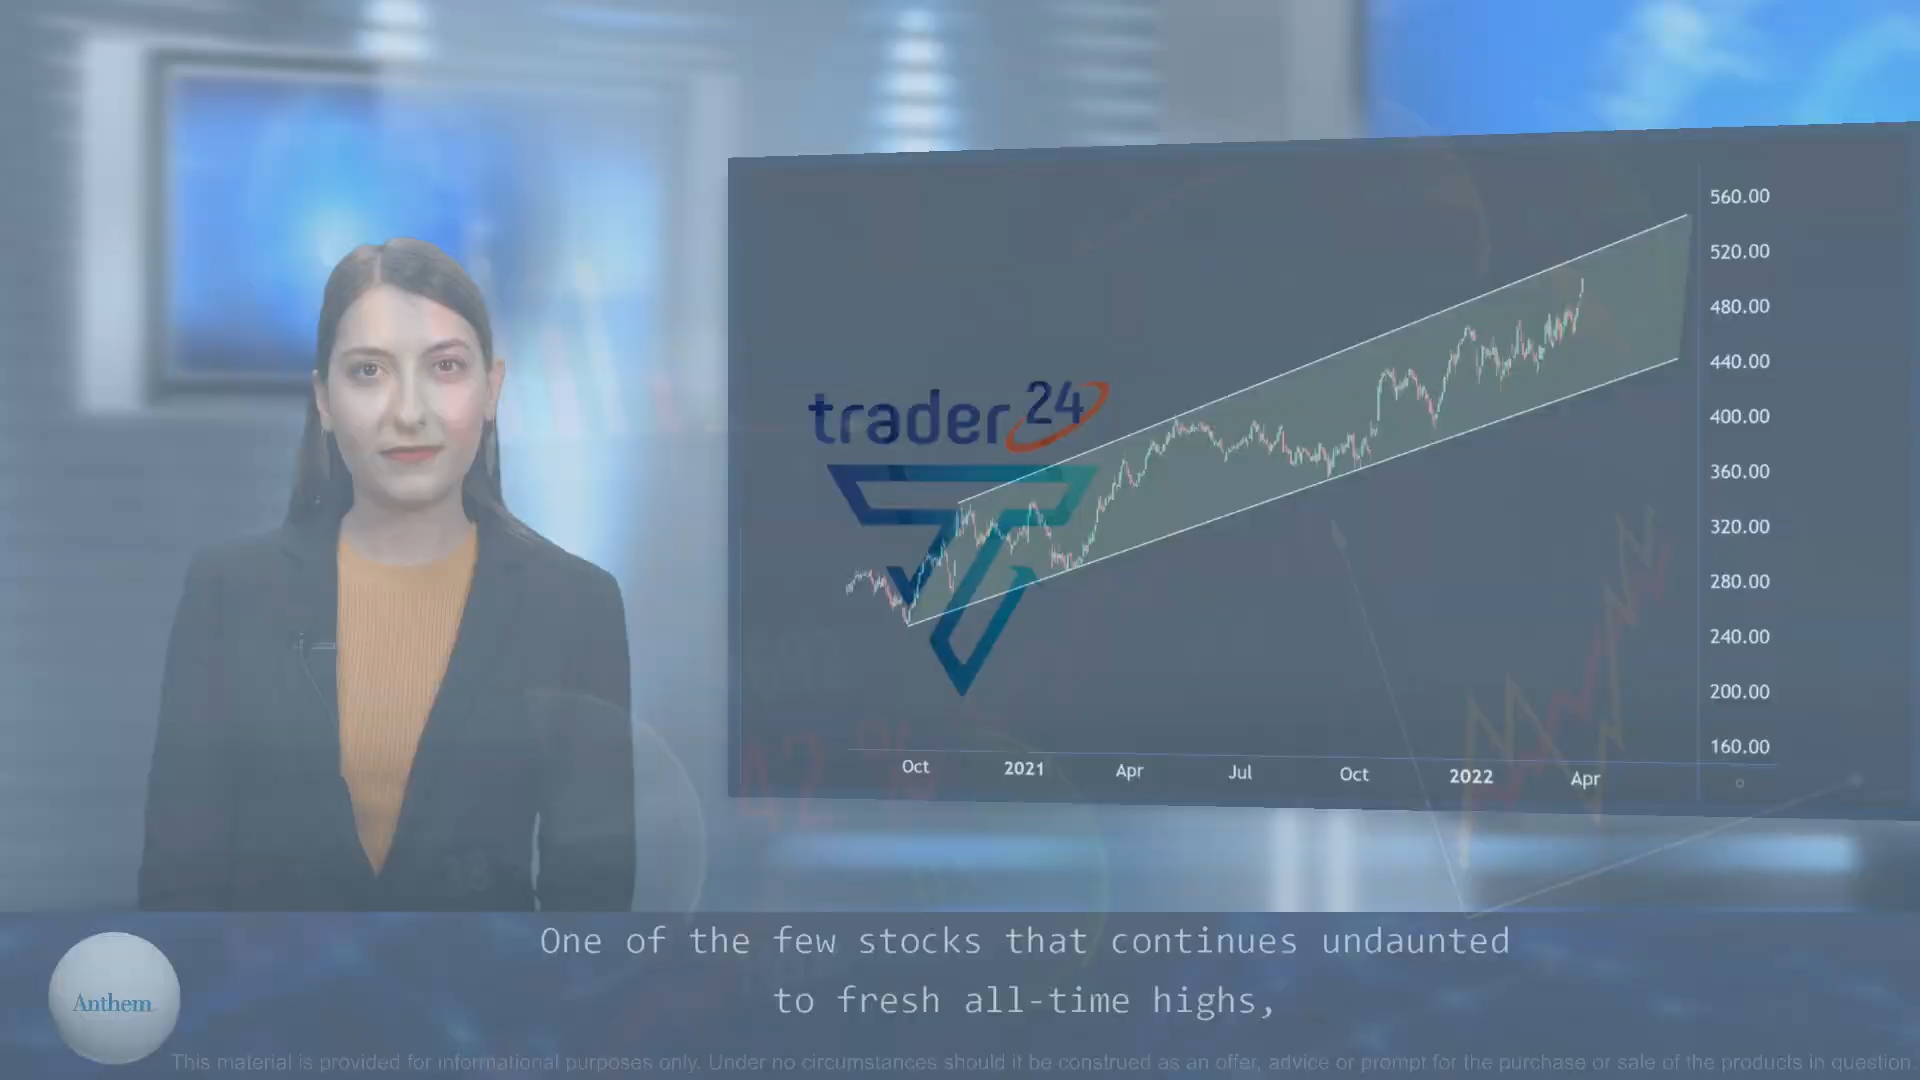 560.00
520.00
480.00
440.00
400.00
360.00
320.00
280.00
240.00
200.00
160.00
trader24
Oct 2021 Apr Jul Oct 2022 Apr
One of the few stocks that continues undaunted
to fresh all-time highs,
Anthem
This material is provided for informational purposes only. Under no circumstances should it be construed as an offer, advice or prompt for the purchase or sale of the products in question.